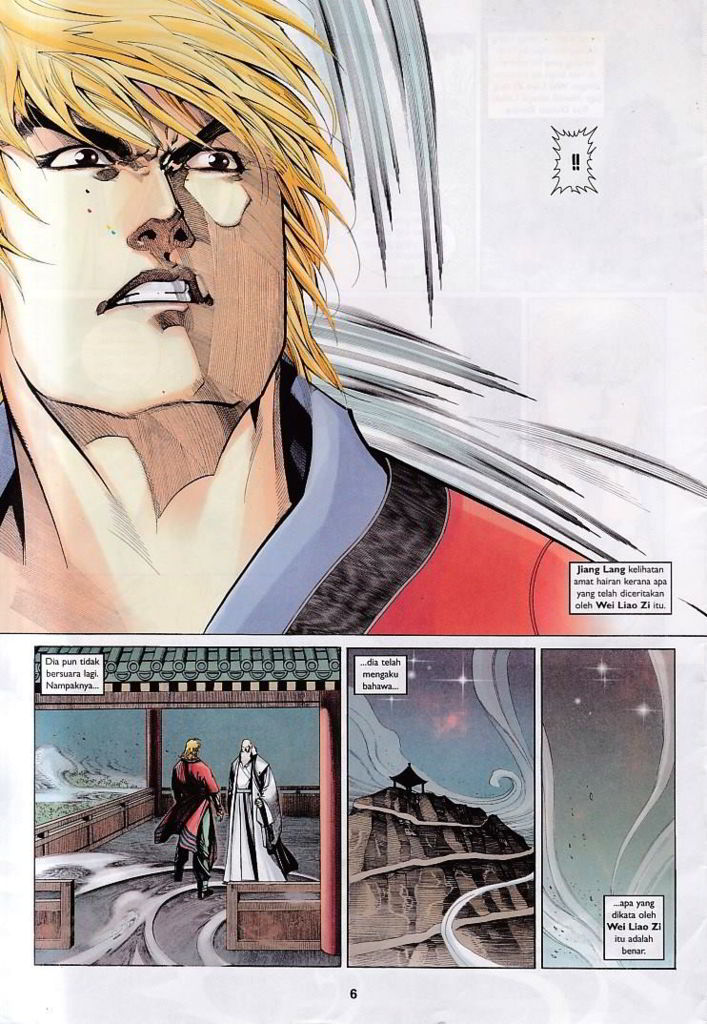 !!
Jiang Lang kelihatan
amat hairan kerana apa
yang telah diceritakan
oleh Wei Liao Zi itu.
Dia pun tidak
bersuara lagi.
Nampaknya...
...dia telah
mengaku
bahawa...
...apa yang
dikata oleh
Wei Liao Zi
itu adalah
benar.
6